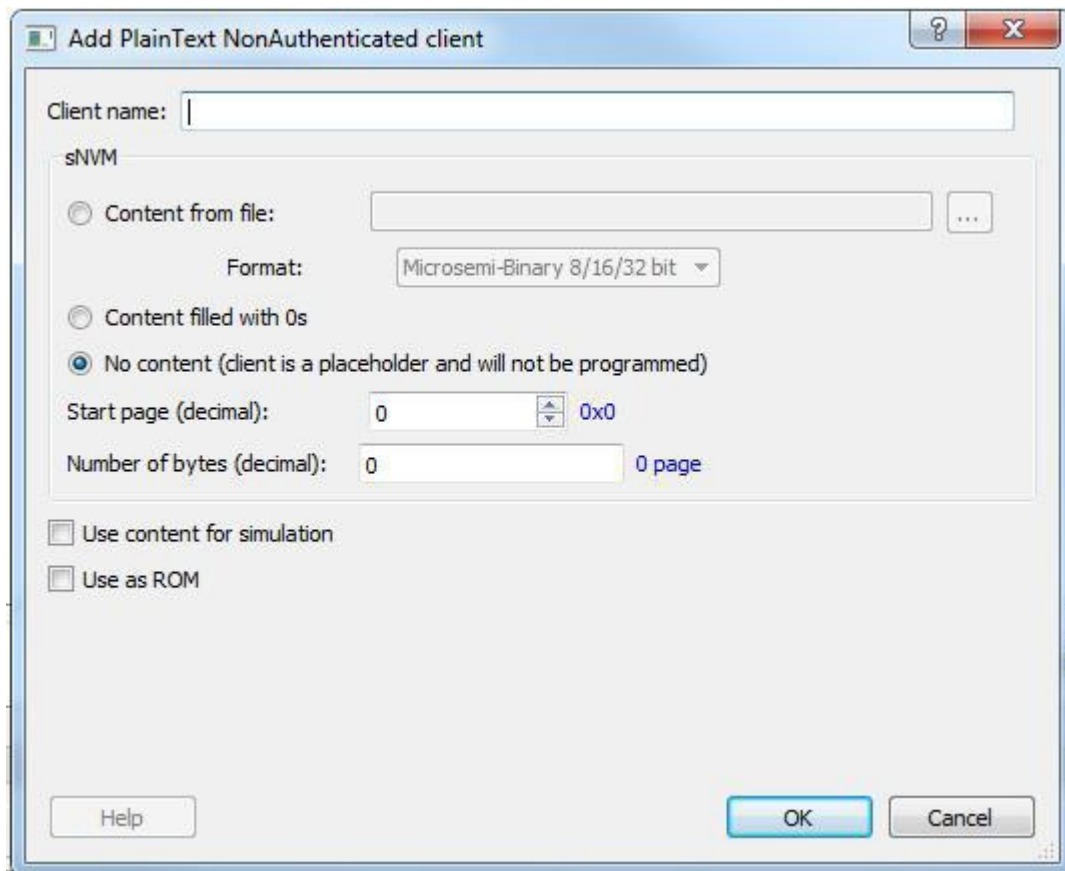 Add PlainText NonAuthenticated client
Client name:
sNVM
Content from file:
...
Format: Microsemi-Binary 8/16/32 bit
Content filled with 0s
No content (client is a placeholder and will not be programmed)
Start page (decimal): 0 0x0
Number of bytes (decimal): 0 0 page
Use content for simulation
Use as ROM
Help OK Cancel